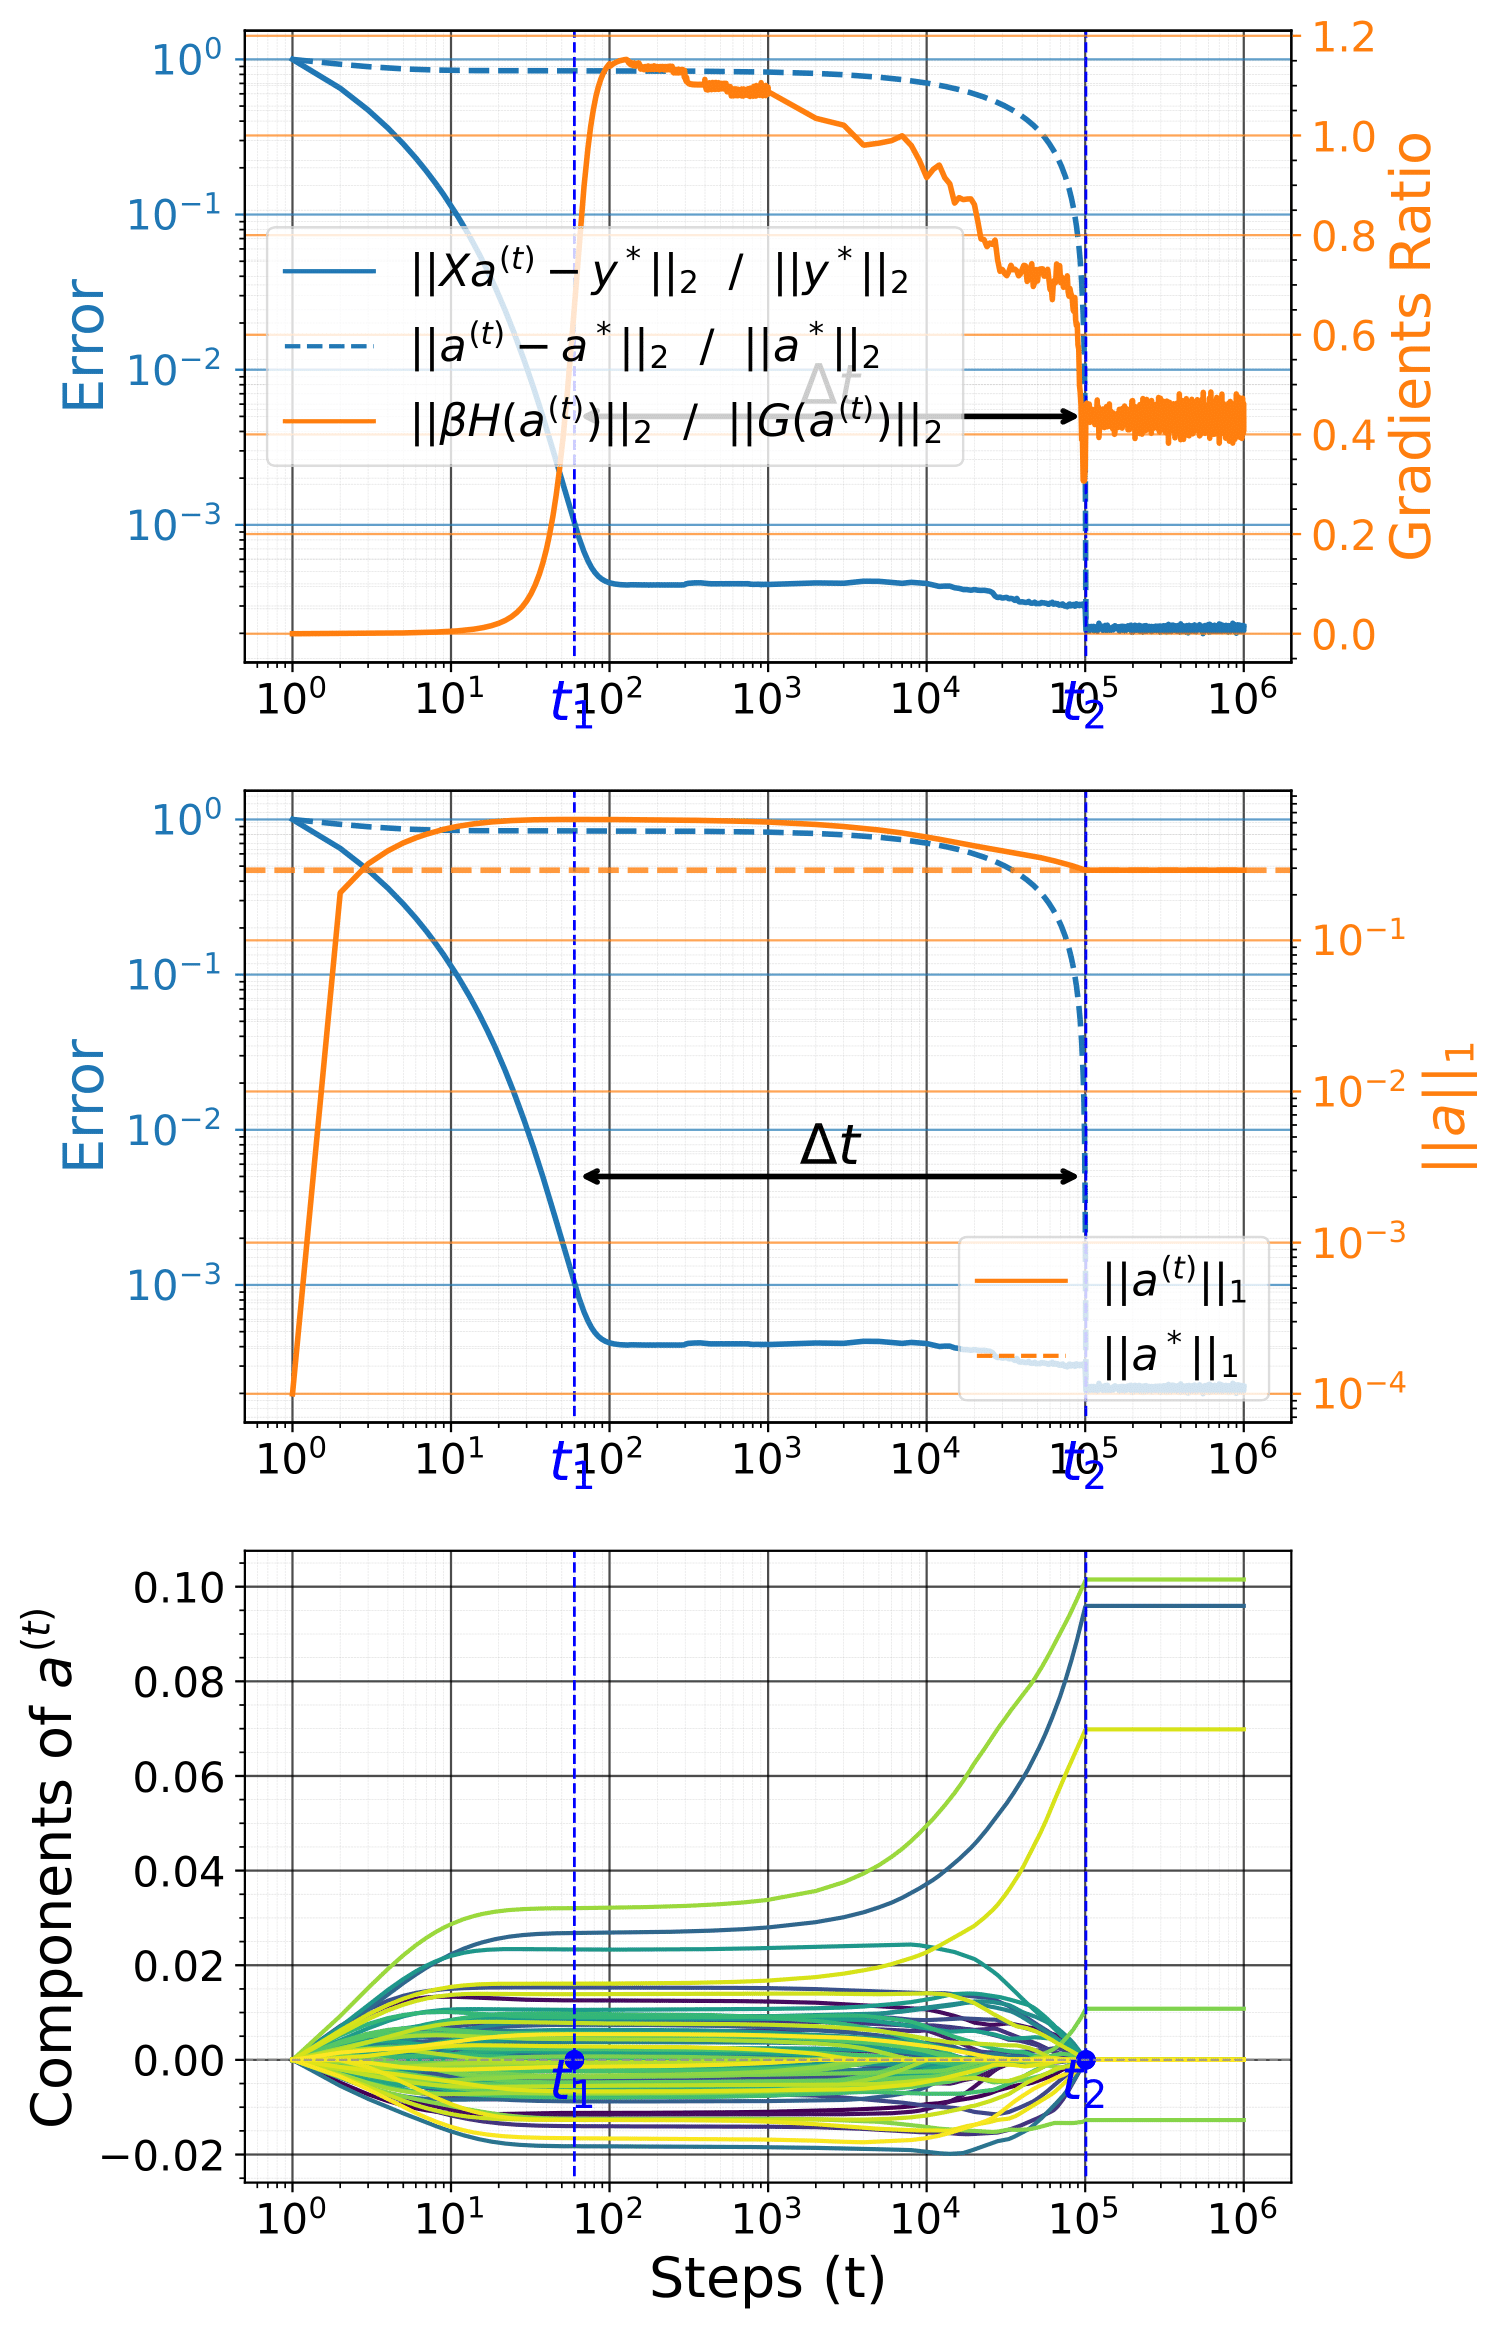 10⁰
10⁻¹
10⁻²
10⁻³
Error
1.2
1.0
0.8
0.6
0.4
0.2
0.0
Gradients Ratio
||Xa⁽ᵗ⁾ − y*||₂ / ||y*||₂
||a⁽ᵗ⁾ − a*||₂ / ||a*||₂
||βH(a⁽ᵗ⁾)||₂ / ||G(a⁽ᵗ⁾)||₂
Δt
10⁰ 10¹ 10² 10³ 10⁴ 10⁵ 10⁶
t₁ t₂
10⁰
10⁻¹
10⁻²
10⁻³
Error
10⁻¹
10⁻²
10⁻³
10⁻⁴
||a||₁
Δt
||a⁽ᵗ⁾||₁
||a*||₁
10⁰ 10¹ 10² 10³ 10⁴ 10⁵ 10⁶
t₁ t₂
0.10
0.08
0.06
0.04
0.02
0.00
−0.02
Components of a⁽ᵗ⁾
t₁ t₂
10⁰ 10¹ 10² 10³ 10⁴ 10⁵ 10⁶
Steps (t)